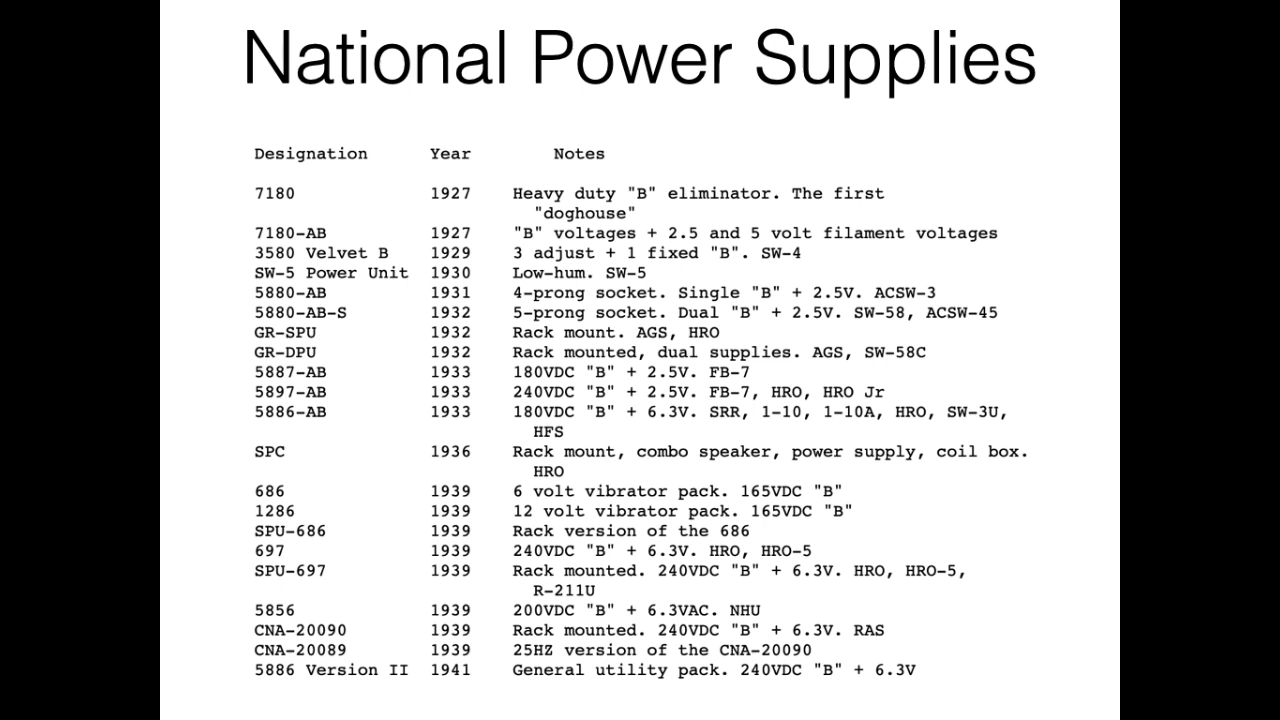 National Power Supplies
Designation Year Notes
7180 1927 Heavy duty "B" eliminator. The first
"doghouse"
7180-AB 1927 "B" voltages + 2.5 and 5 volt filament voltages
3580 Velvet B 1929 3 adjust + 1 fixed "B". SW-4
SW-5 Power Unit 1930 Low-hum. SW-5
5880-AB 1931 4-prong socket. Single "B" + 2.5V. ACSW-3
5880-AB-S 1932 5-prong socket. Dual "B" + 2.5V. SW-58, ACSW-45
GR-SPU 1932 Rack mount. AGS, HRO
GR-DPU 1932 Rack mounted, dual supplies. AGS, SW-58C
5887-AB 1933 180VDC "B" + 2.5V. FB-7
5897-AB 1933 240VDC "B" + 2.5V. FB-7, HRO, HRO Jr
5886-AB 1933 180VDC "B" + 6.3V. SRR, 1-10, 1-10A, HRO, SW-3U,
HFS
SPC 1936 Rack mount, combo speaker, power supply, coil box.
HRO
686 1939 6 volt vibrator pack. 165VDC "B"
1286 1939 12 volt vibrator pack. 165VDC "B"
SPU-686 1939 Rack version of the 686
697 1939 240VDC "B" + 6.3V. HRO, HRO-5
SPU-697 1939 Rack mounted. 240VDC "B" + 6.3V. HRO, HRO-5,
R-211U
5856 1939 200VDC "B" + 6.3VAC. NHU
CNA-20090 1939 Rack mounted. 240VDC "B" + 6.3V. RAS
CNA-20089 1939 25HZ version of the CNA-20090
5886 Version II 1941 General utility pack. 240VDC "B" + 6.3V